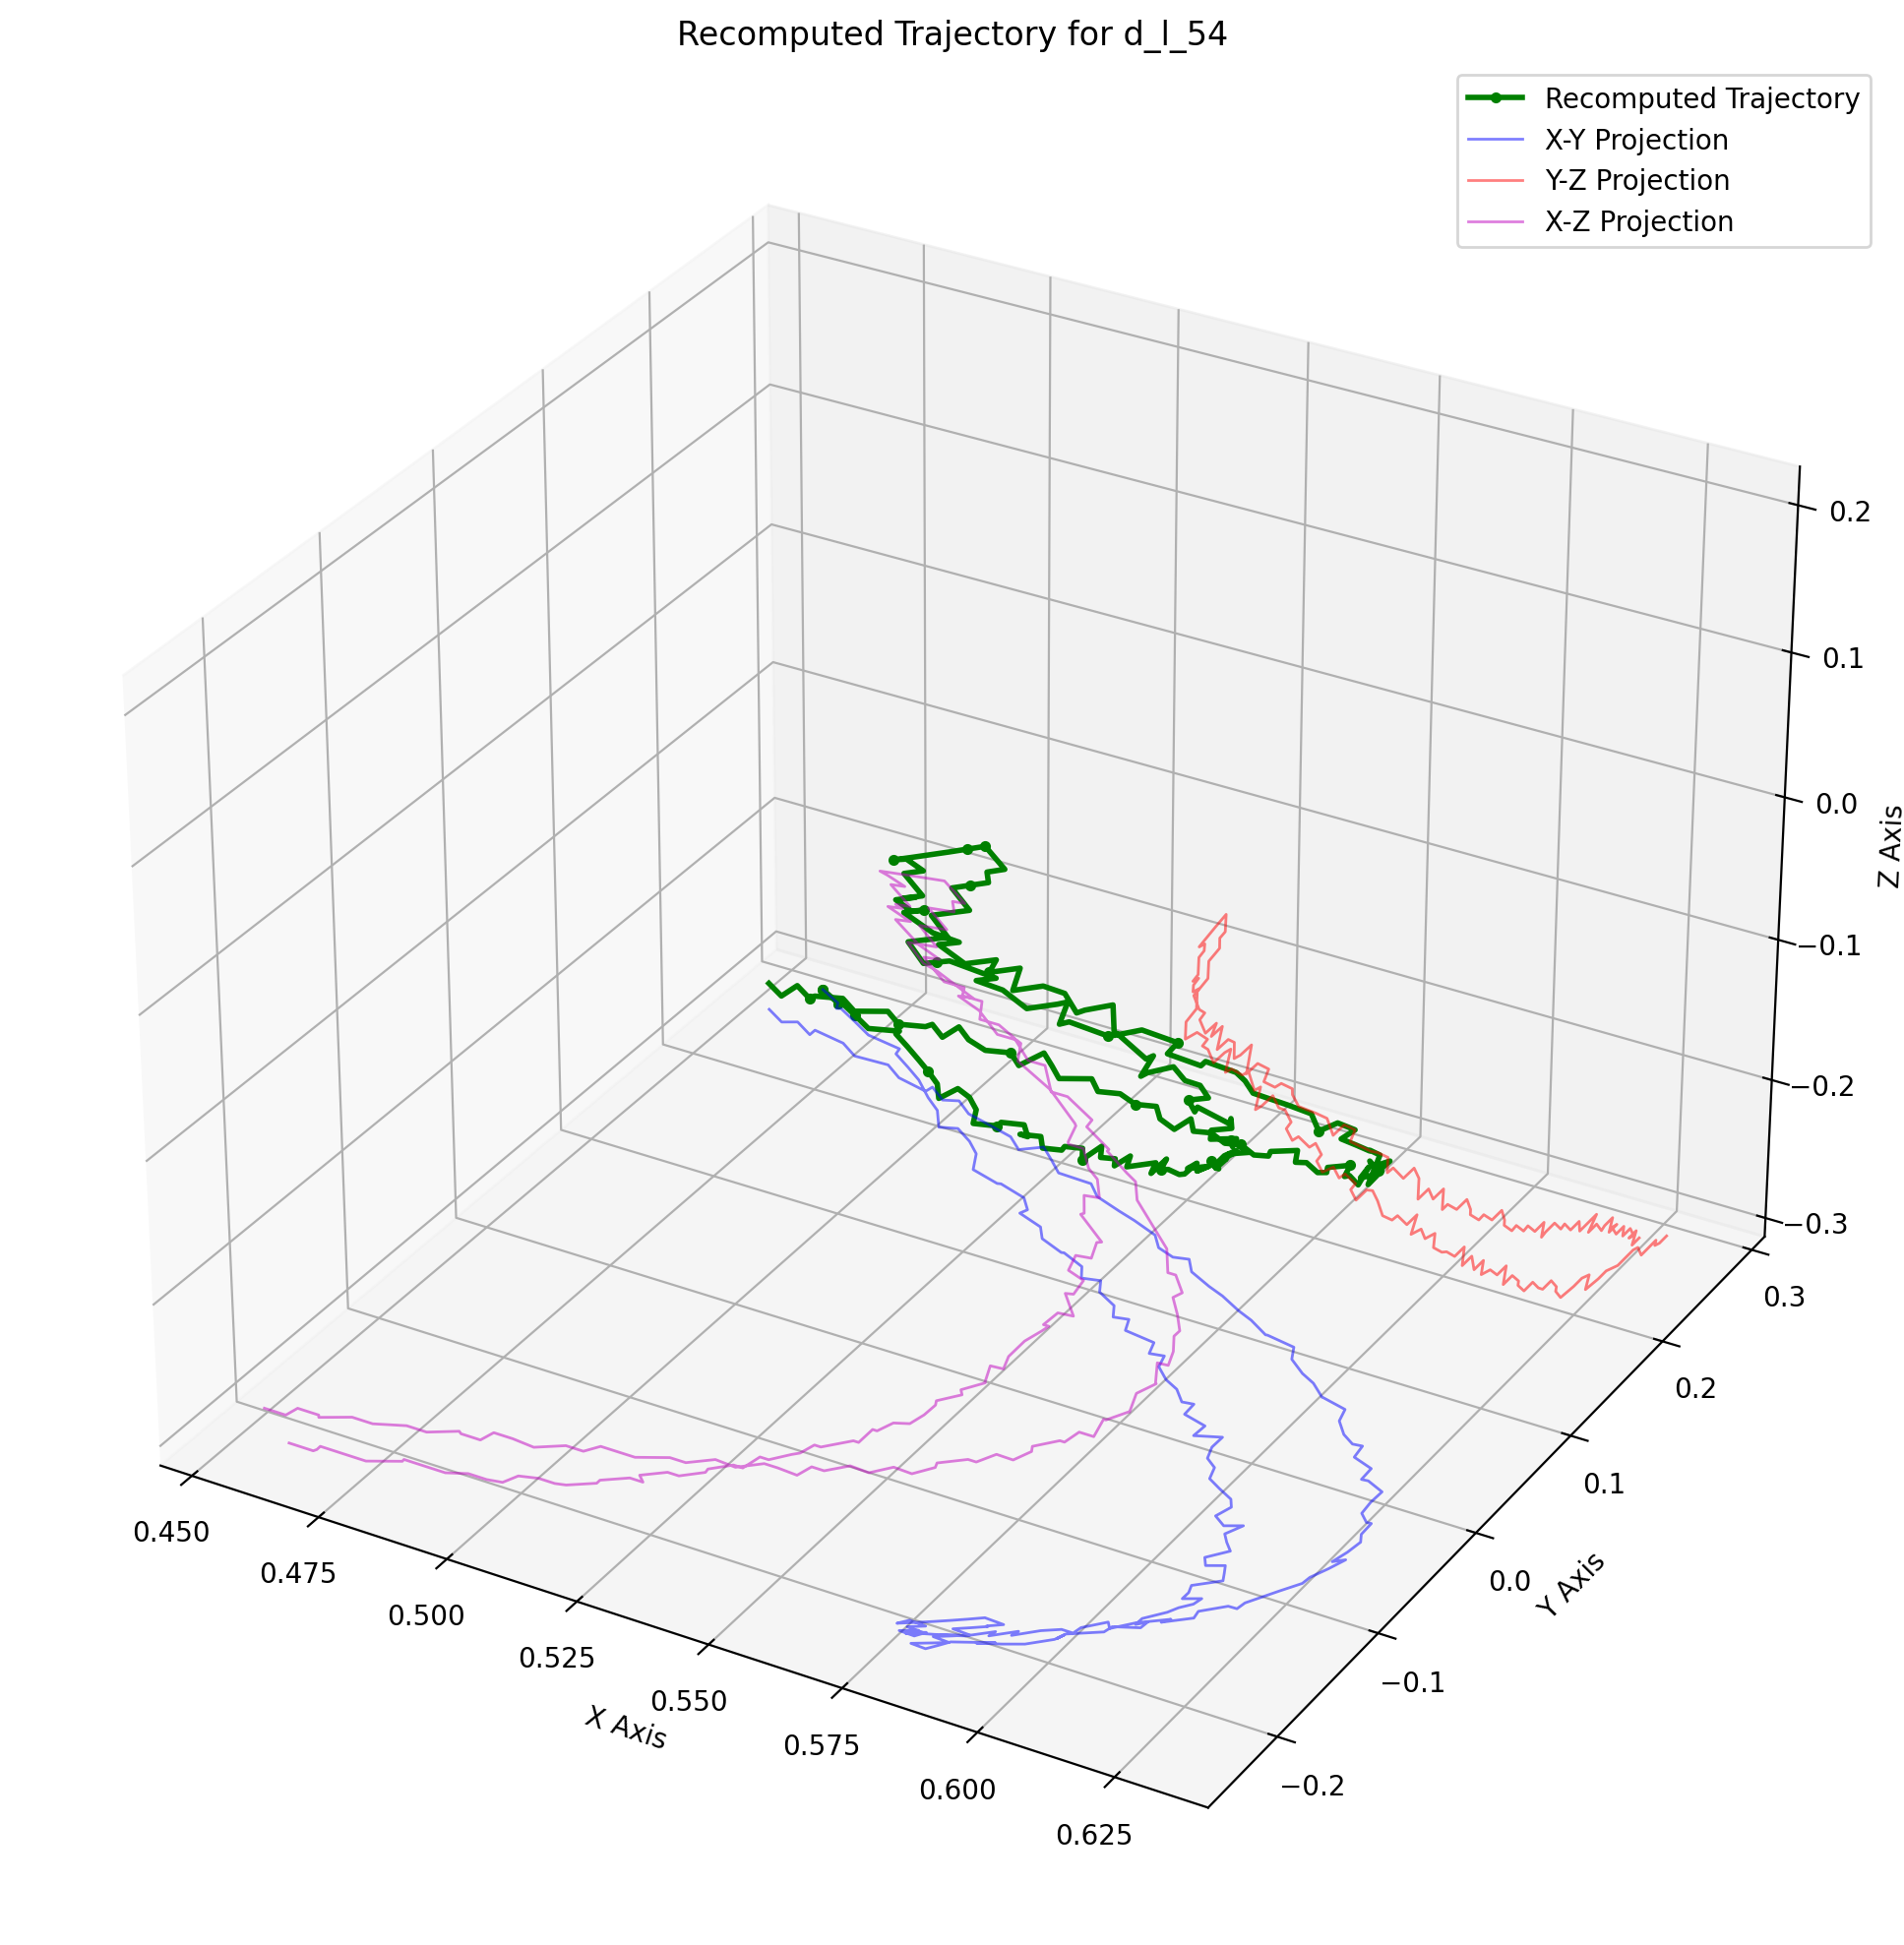 Recomputed Trajectory for d_l_54
Recomputed Trajectory
X-Y Projection
Y-Z Projection
X-Z Projection
0.2
0.1
0.0
−0.1
−0.2
−0.3
Z Axis
0.3
0.2
0.1
0.0
−0.1
−0.2
Y Axis
0.450
0.475
0.500
0.525
0.550
0.575
0.600
0.625
X Axis